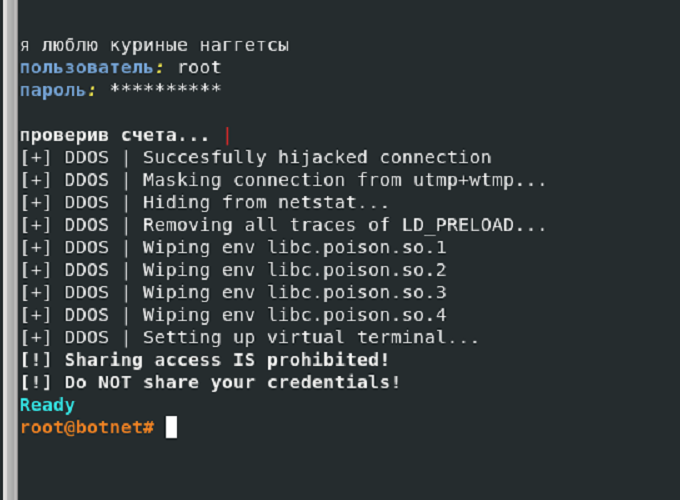 я люблю куриные наггетсы
пользователь: root
пароль: **********
проверив счета... |
[+] DDOS | Succesfully hijacked connection
[+] DDOS | Masking connection from utmp+wtmp...
[+] DDOS | Hiding from netstat...
[+] DDOS | Removing all traces of LD_PRELOAD...
[+] DDOS | Wiping env libc.poison.so.1
[+] DDOS | Wiping env libc.poison.so.2
[+] DDOS | Wiping env libc.poison.so.3
[+] DDOS | Wiping env libc.poison.so.4
[+] DDOS | Setting up virtual terminal...
[!] Sharing access IS prohibited!
[!] Do NOT share your credentials!
Ready
root@botnet#